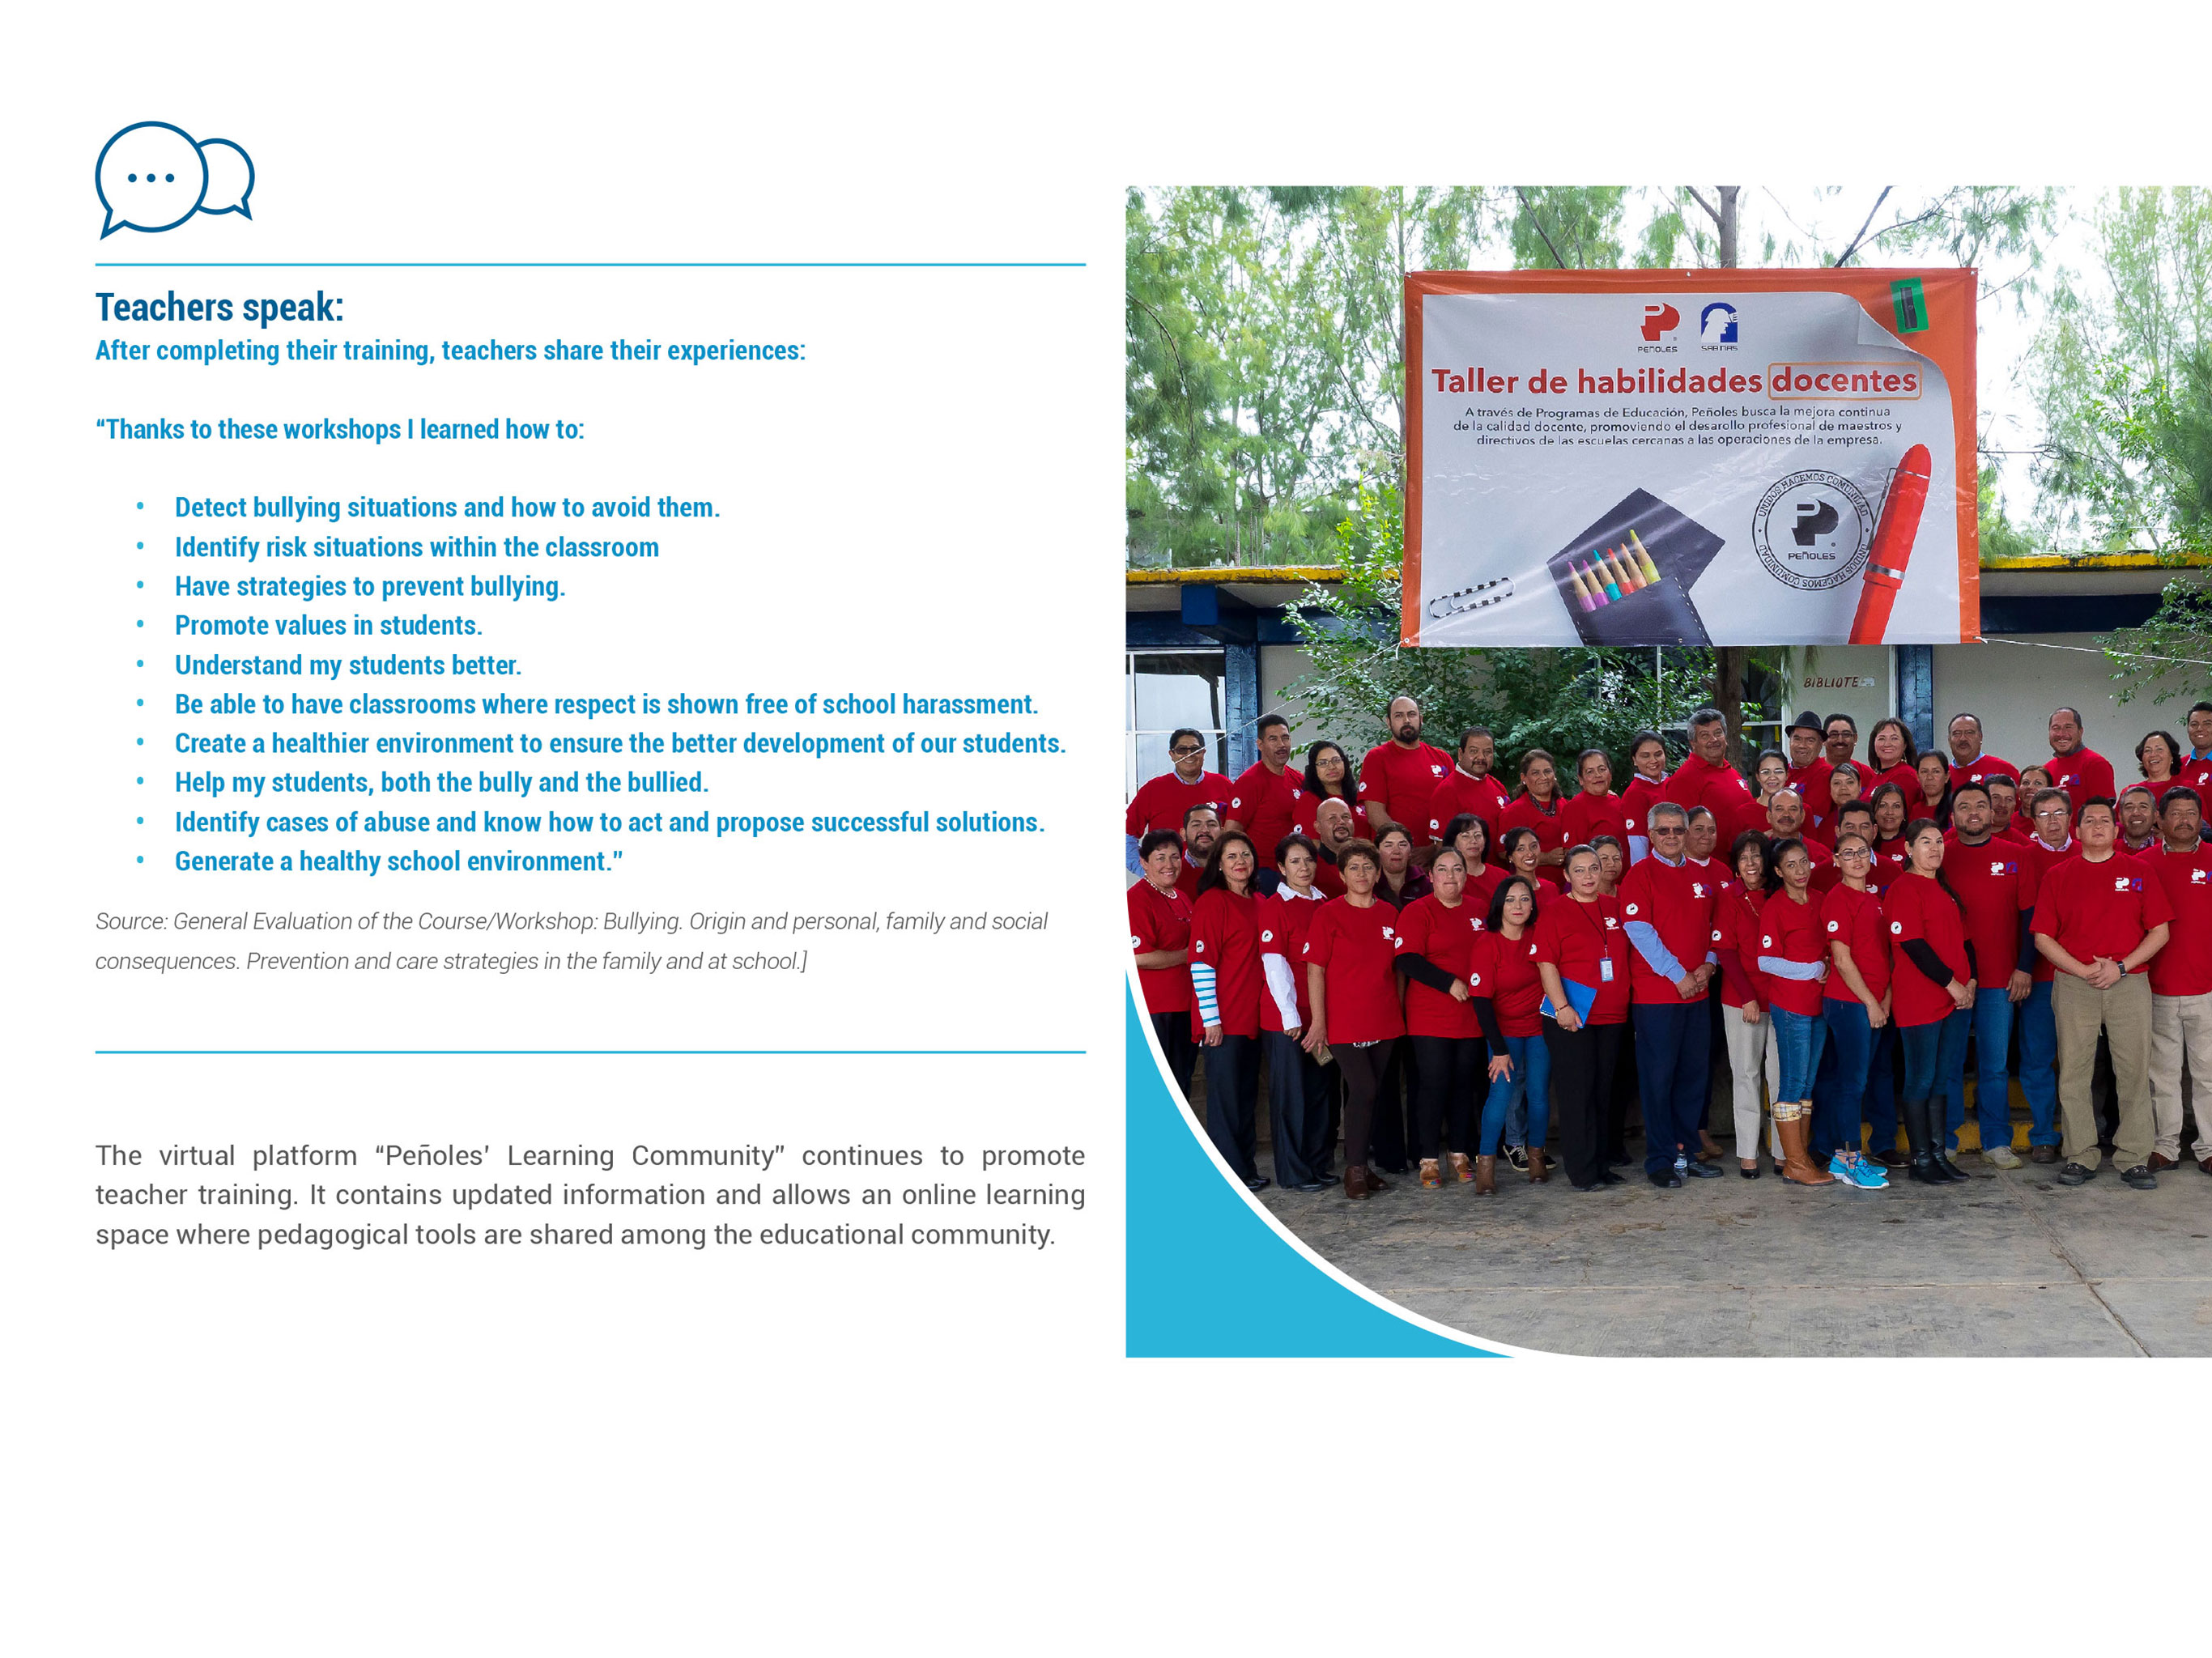 Teachers speak:
After completing their training, teachers share their experiences:
“Thanks to these workshops I learned how to:
• Detect bullying situations and how to avoid them.
• Identify risk situations within the classroom
• Have strategies to prevent bullying.
• Promote values in students.
• Understand my students better.
• Be able to have classrooms where respect is shown free of school harassment.
• Create a healthier environment to ensure the better development of our students.
• Help my students, both the bully and the bullied.
• Identify cases of abuse and know how to act and propose successful solutions.
• Generate a healthy school environment.”
Source: General Evaluation of the Course/Workshop: Bullying. Origin and personal, family and social
consequences. Prevention and care strategies in the family and at school.]
The virtual platform “Peñoles’ Learning Community” continues to promote
teacher training. It contains updated information and allows an online learning
space where pedagogical tools are shared among the educational community.
PEÑOLES SABINAS
Taller de habilidades docentes
A través de Programas de Educación, Peñoles busca la mejora continua
de la calidad docente, promoviendo el desarollo profesional de maestros y
directivos de las escuelas cercanas a las operaciones de la empresa.
UNIDOS HACEMOS COMUNIDAD
PEÑOLES
UNIDOS HACEMOS COMUNIDAD
BIBLIOTE